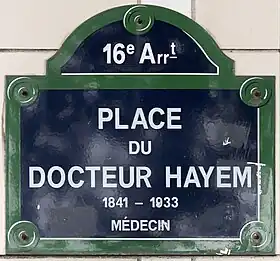 16e Arrt
PLACE
DU
DOCTEUR HAYEM
1841 - 1933
MÉDECIN